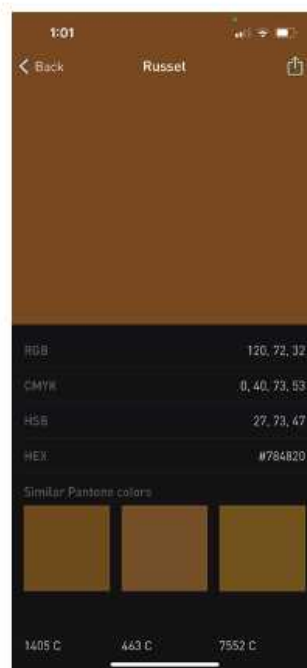 1:01
Back Russet
RGB 120, 72, 32
CMYK 0, 40, 73, 53
HSB 27, 73, 47
HEX #784820
Similar Pantone colors
1405 C 463 C 7552 C